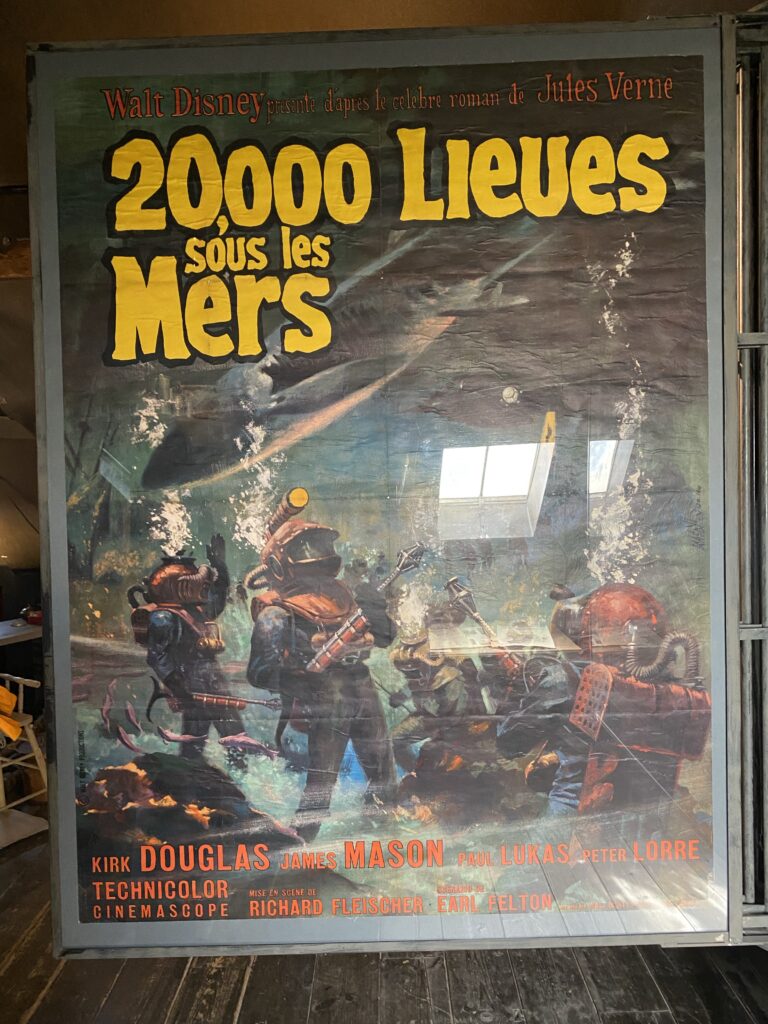 Walt Disney présente d'après le célèbre roman de Jules Verne
20,000 Lieues
sous les
Mers
KIRK DOUGLAS JAMES MASON PAUL LUKAS PETER LORRE
TECHNICOLOR
CINEMASCOPE
MISE EN SCÈNE DE
RICHARD FLEISCHER · EARL FELTON